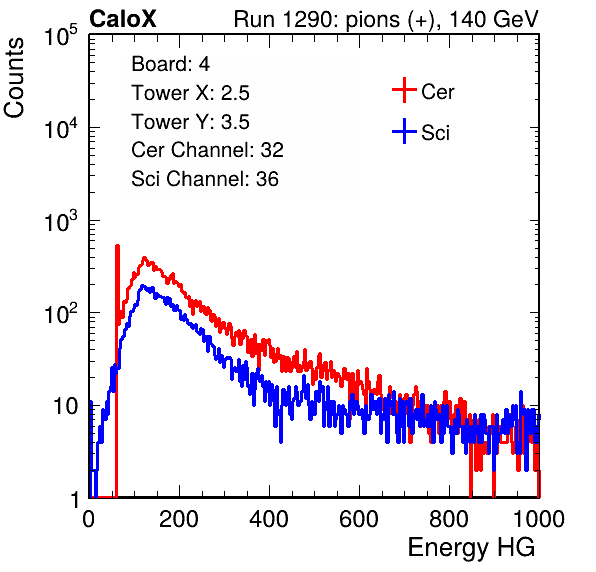 CaloX Run 1290: pions (+), 140 GeV
Counts
10^5
Board: 4
Tower X: 2.5
Tower Y: 3.5
Cer Channel: 32
Sci Channel: 36
Cer
Sci
10^4
10^3
10^2
10
1
0 200 400 600 800 1000
Energy HG